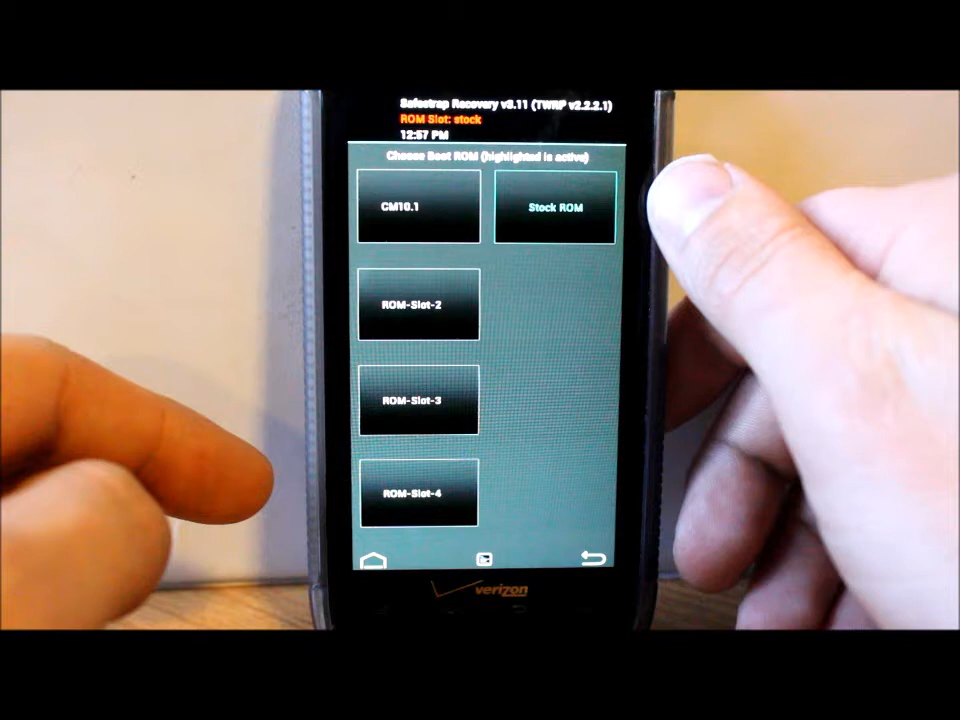 Safestrap Recovery v3.11 (TWRP v2.2.2.1)
ROM Slot: stock
12:57 PM
Choose Boot ROM (highlighted is active)
CM10.1
Stock ROM
ROM-Slot-2
ROM-Slot-3
ROM-Slot-4
verizon